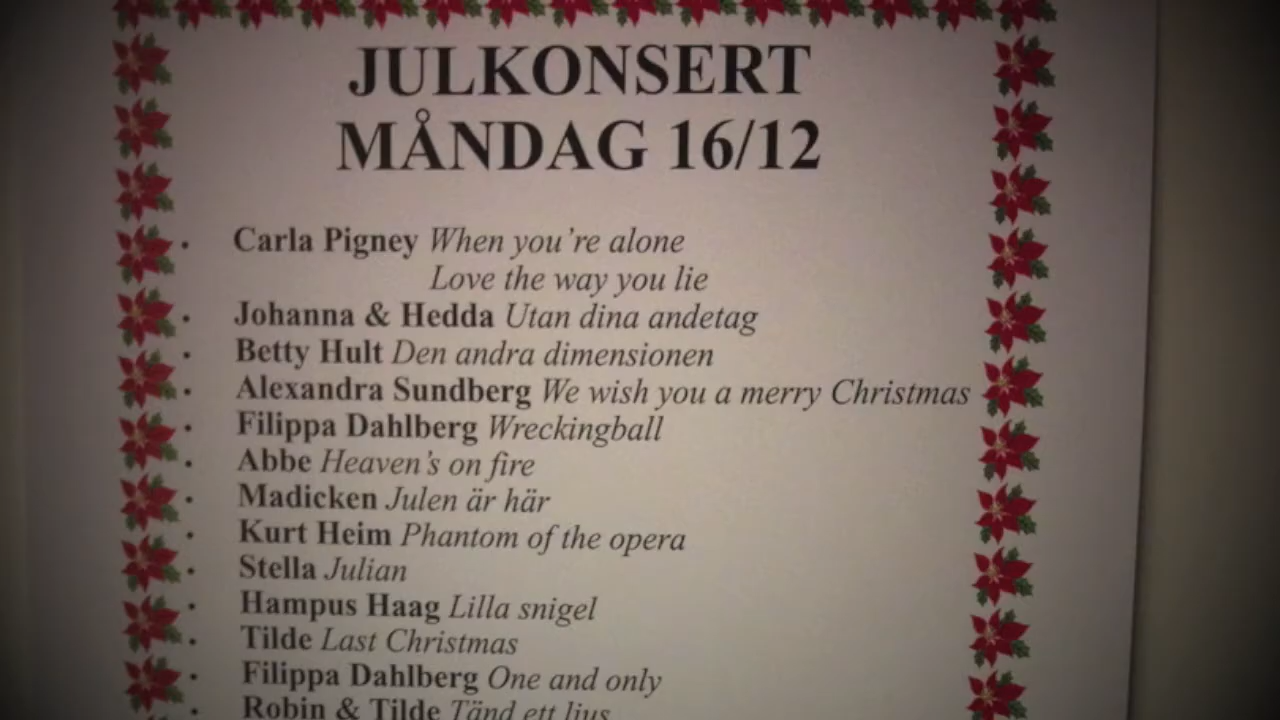 JULKONSERT
MÅNDAG 16/12
• Carla Pigney When you're alone
Love the way you lie
• Johanna & Hedda Utan dina andetag
• Betty Hult Den andra dimensionen
• Alexandra Sundberg We wish you a merry Christmas
• Filippa Dahlberg Wreckingball
• Abbe Heaven's on fire
• Madicken Julen är här
• Kurt Heim Phantom of the opera
• Stella Julian
• Hampus Haag Lilla snigel
• Tilde Last Christmas
• Filippa Dahlberg One and only
• Robin & Tilde Tänd ett ljus